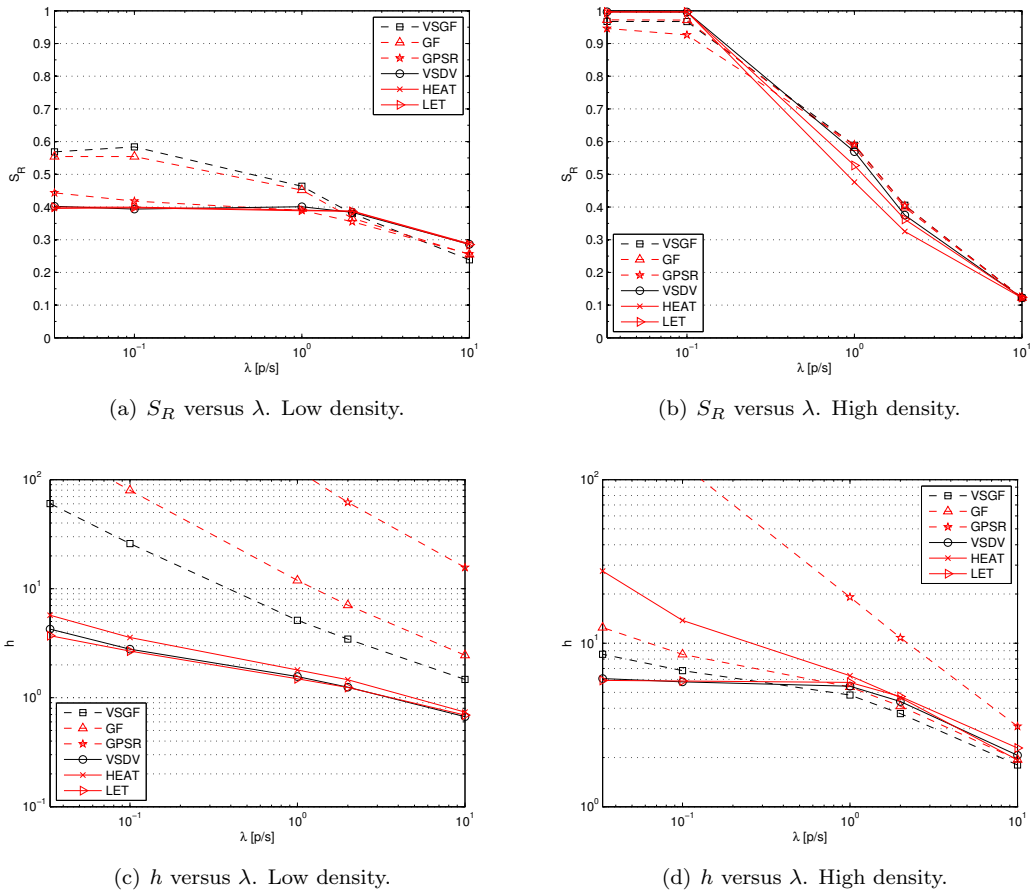 1
0.9
0.8
0.7
0.6
0.5
0.4
0.3
0.2
0.1
0
S_R
10^{-1}
10^0
10^1
λ [p/s]
VSGF
GF
GPSR
VSDV
HEAT
LET
(a) S_R versus λ. Low density.
1
0.9
0.8
0.7
0.6
0.5
0.4
0.3
0.2
0.1
0
S_R
VSGF
GF
GPSR
VSDV
HEAT
LET
10^{-1}
10^0
10^1
λ [p/s]
(b) S_R versus λ. High density.
10^2
10^1
10^0
10^{-1}
h
VSGF
GF
GPSR
VSDV
HEAT
LET
10^{-1}
10^0
10^1
λ [p/s]
(c) h versus λ. Low density.
10^2
10^1
10^0
h
VSGF
GF
GPSR
VSDV
HEAT
LET
10^{-1}
10^0
10^1
λ [p/s]
(d) h versus λ. High density.